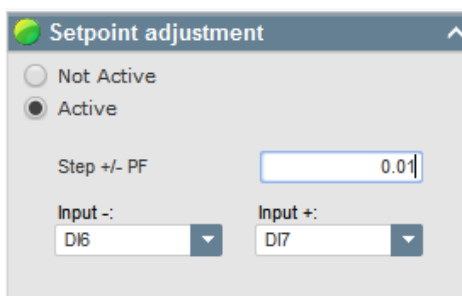 Setpoint adjustment
Not Active
Active
Step +/- PF 0.01
Input -: Input +:
DI6 DI7